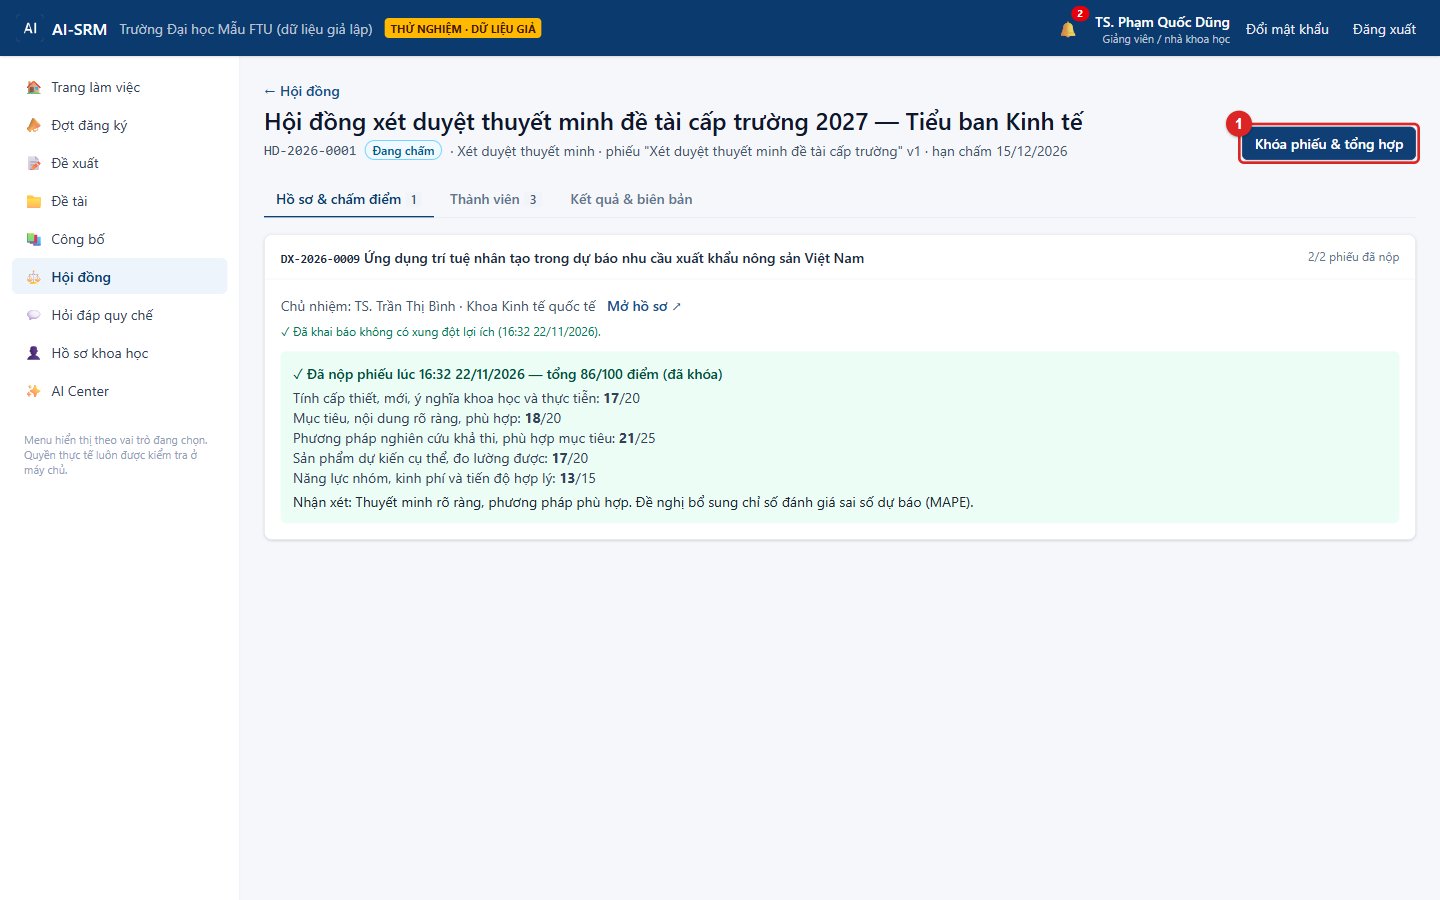 AI AI-SRM Trường Đại học Mẫu FTU (dữ liệu giả lập) THỬ NGHIỆM · DỮ LIỆU GIẢ
2 TS. Phạm Quốc Dũng
Giảng viên / nhà khoa học
Đổi mật khẩu Đăng xuất
Trang làm việc
Đợt đăng ký
Đề xuất
Đề tài
Công bố
Hội đồng
Hỏi đáp quy chế
Hồ sơ khoa học
AI Center
Menu hiển thị theo vai trò đang chọn.
Quyền thực tế luôn được kiểm tra ở
máy chủ.
← Hội đồng
Hội đồng xét duyệt thuyết minh đề tài cấp trường 2027 — Tiểu ban Kinh tế
HD-2026-0001 Đang chấm · Xét duyệt thuyết minh · phiếu "Xét duyệt thuyết minh đề tài cấp trường" v1 · hạn chấm 15/12/2026
1
Khóa phiếu & tổng hợp
Hồ sơ & chấm điểm 1 Thành viên 3 Kết quả & biên bản
DX-2026-0009 Ứng dụng trí tuệ nhân tạo trong dự báo nhu cầu xuất khẩu nông sản Việt Nam 2/2 phiếu đã nộp
Chủ nhiệm: TS. Trần Thị Bình · Khoa Kinh tế quốc tế Mở hồ sơ ↗
✓ Đã khai báo không có xung đột lợi ích (16:32 22/11/2026).
✓ Đã nộp phiếu lúc 16:32 22/11/2026 — tổng 86/100 điểm (đã khóa)
Tính cấp thiết, mới, ý nghĩa khoa học và thực tiễn: 17/20
Mục tiêu, nội dung rõ ràng, phù hợp: 18/20
Phương pháp nghiên cứu khả thi, phù hợp mục tiêu: 21/25
Sản phẩm dự kiến cụ thể, đo lường được: 17/20
Năng lực nhóm, kinh phí và tiến độ hợp lý: 13/15
Nhận xét: Thuyết minh rõ ràng, phương pháp phù hợp. Đề nghị bổ sung chỉ số đánh giá sai số dự báo (MAPE).